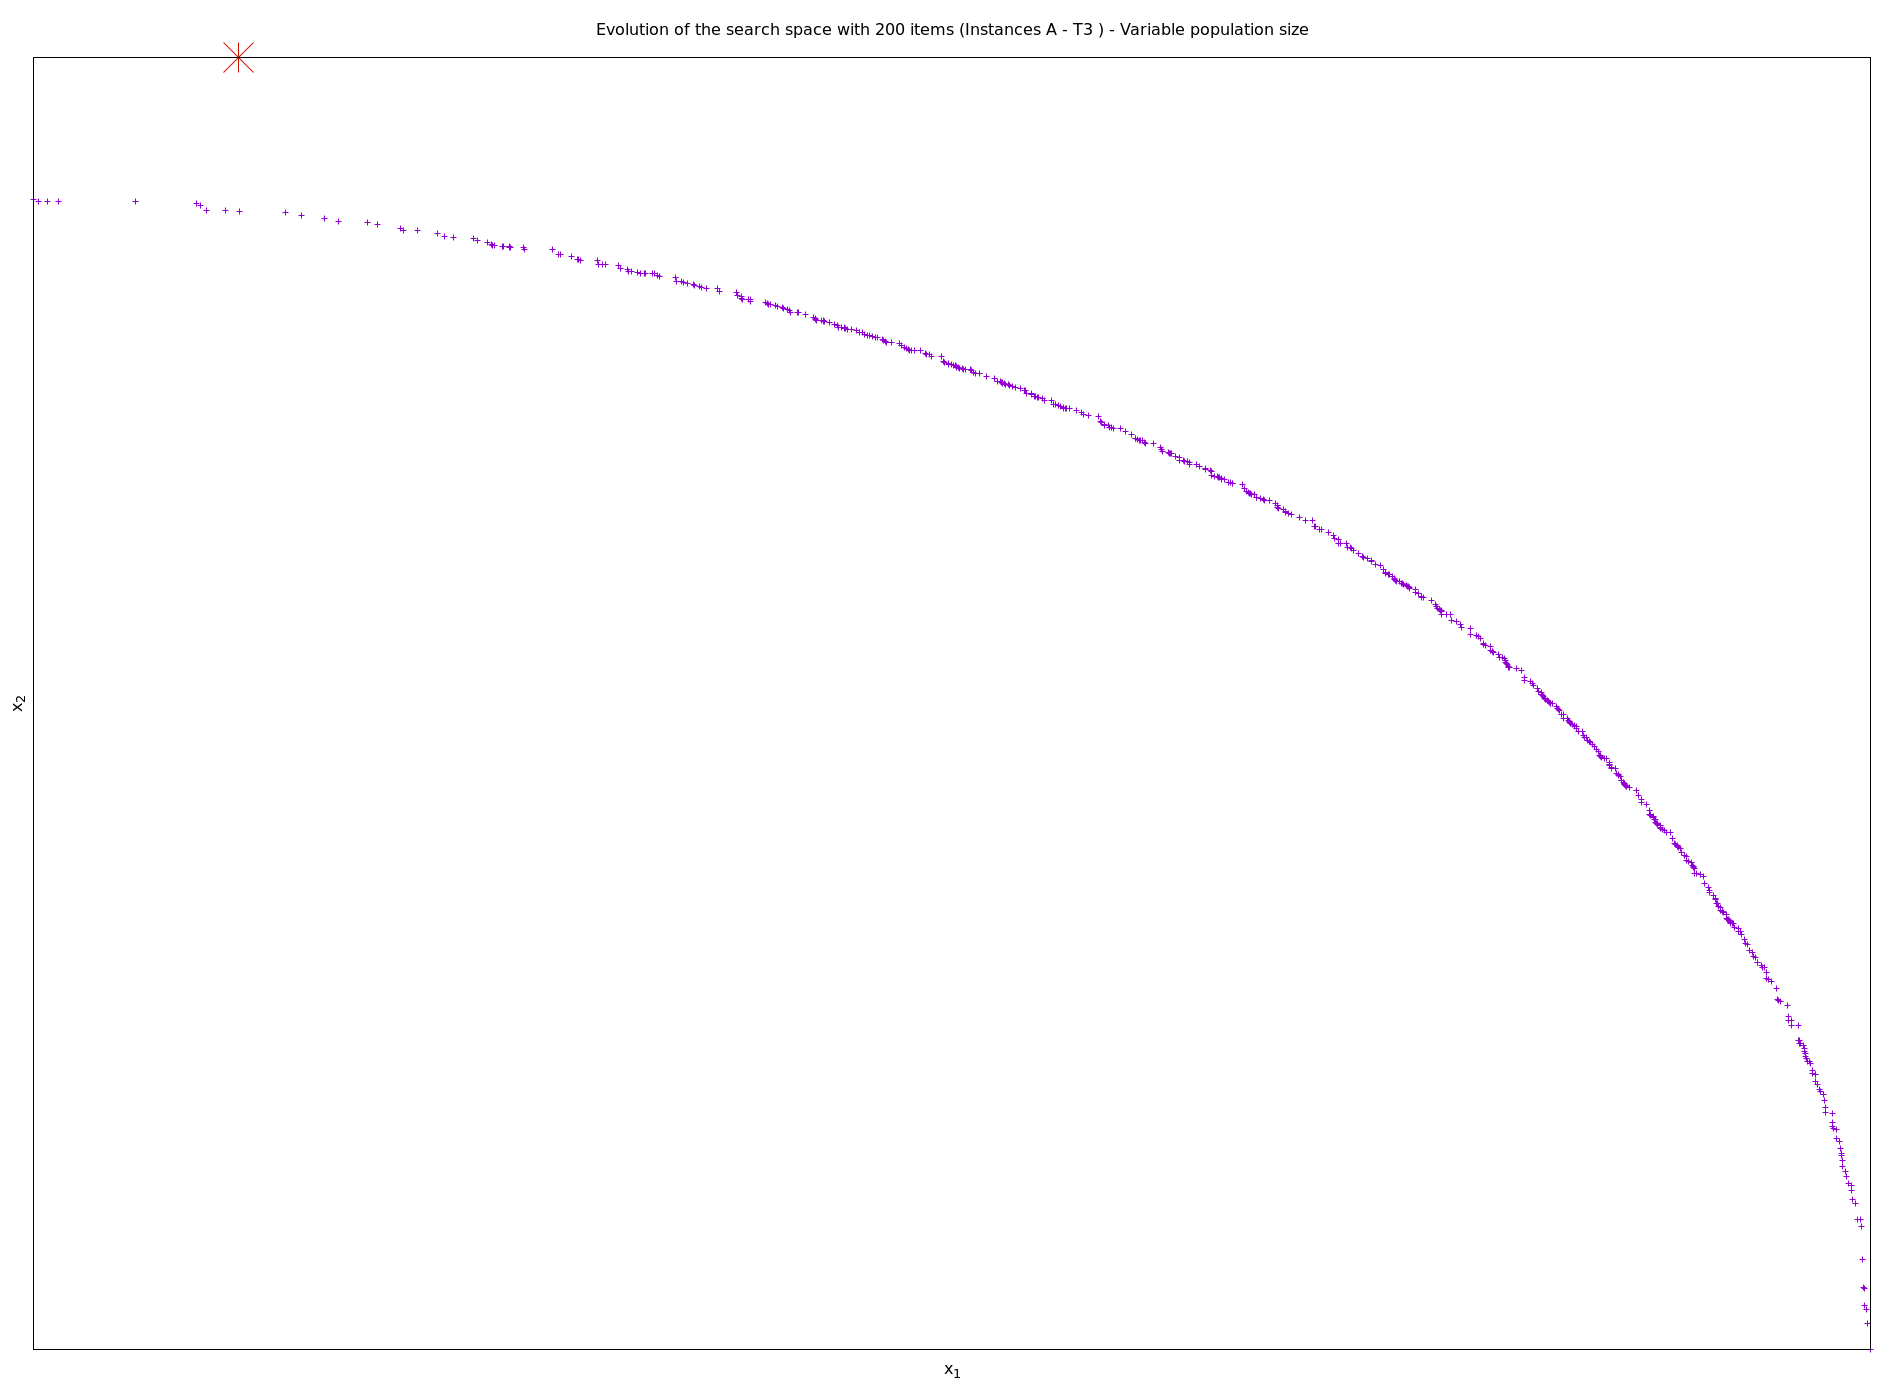 Evolution of the search space with 200 items (Instances A - T3 ) - Variable population size
x2
x1